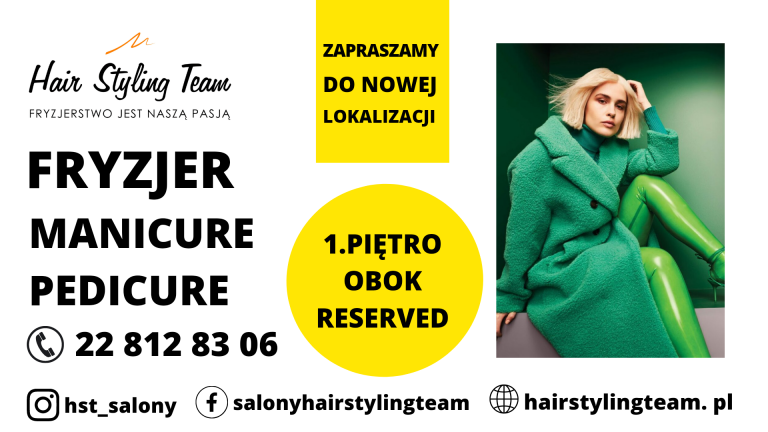 Hair Styling Team
FRYZJERSTWO JEST NASZĄ PASJĄ
FRYZJER
MANICURE
PEDICURE
22 812 83 06
ZAPRASZAMY
DO NOWEJ
LOKALIZACJI
1.PIĘTRO
OBOK
RESERVED
hst_salony
salonyhairstylingteam
hairstylingteam. pl